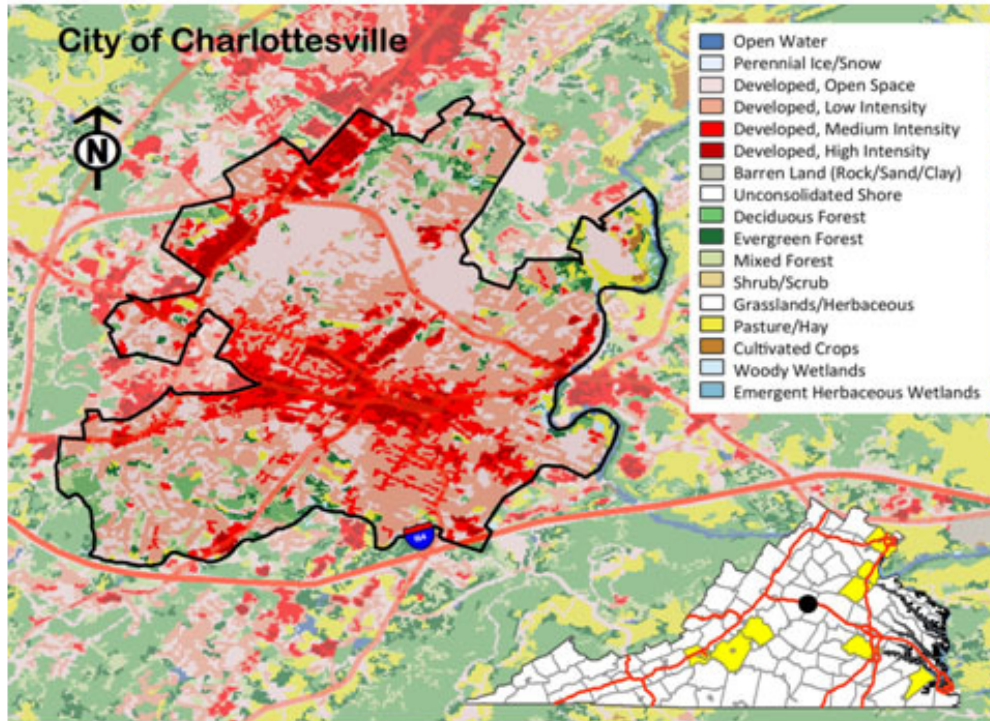 City of Charlottesville
N
Open Water
Perennial Ice/Snow
Developed, Open Space
Developed, Low Intensity
Developed, Medium Intensity
Developed, High Intensity
Barren Land (Rock/Sand/Clay)
Unconsolidated Shore
Deciduous Forest
Evergreen Forest
Mixed Forest
Shrub/Scrub
Grasslands/Herbaceous
Pasture/Hay
Cultivated Crops
Woody Wetlands
Emergent Herbaceous Wetlands